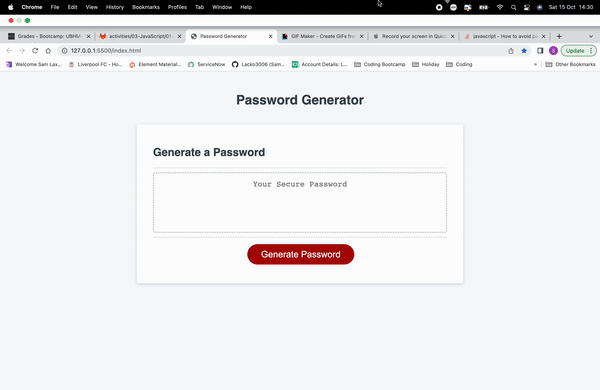 Chrome File Edit View History Bookmarks Profiles Tab Window Help Sat 15 Oct 14:30
Grades - Bootcamp: UBHM- activities/03-JavaScript/01- Password Generator GIF Maker - Create GIFs fro Record your screen in Quick javascript - How to avoid pa
127.0.0.1:5500/index.html Update
Welcome Sam Lax... Liverpool FC - Ho... Element Material... ServiceNow Lacko3006 (Sam... Account Details: L... Coding Bootcamp Holiday Coding » Other Bookmarks
Password Generator
Generate a Password
Your Secure Password
Generate Password